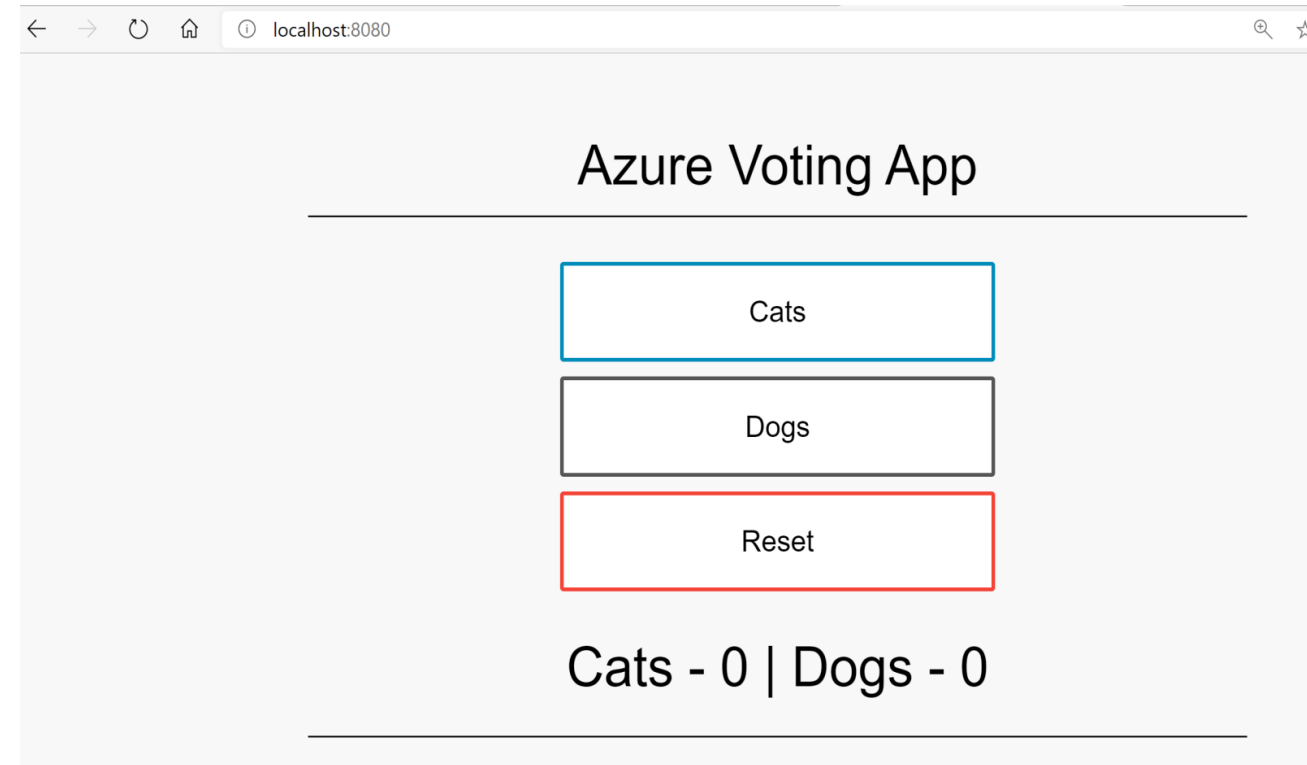 localhost:8080
Azure Voting App
Cats
Dogs
Reset
Cats - 0 | Dogs - 0